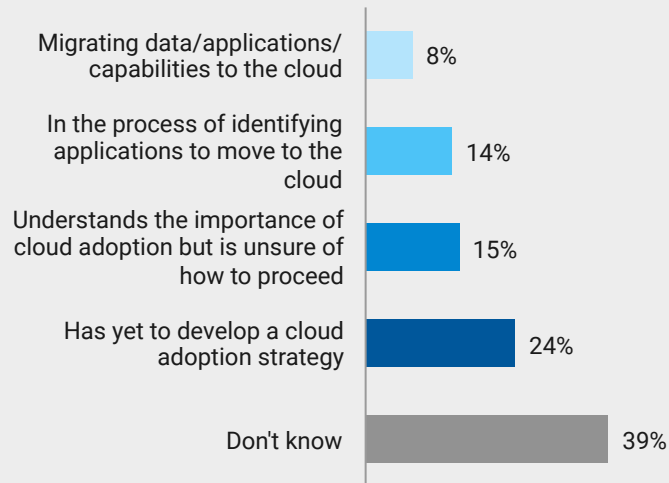 Migrating data/applications/
capabilities to the cloud
8%
In the process of identifying
applications to move to the
cloud
14%
Understands the importance of
cloud adoption but is unsure of
how to proceed
15%
Has yet to develop a cloud
adoption strategy
24%
Don't know
39%